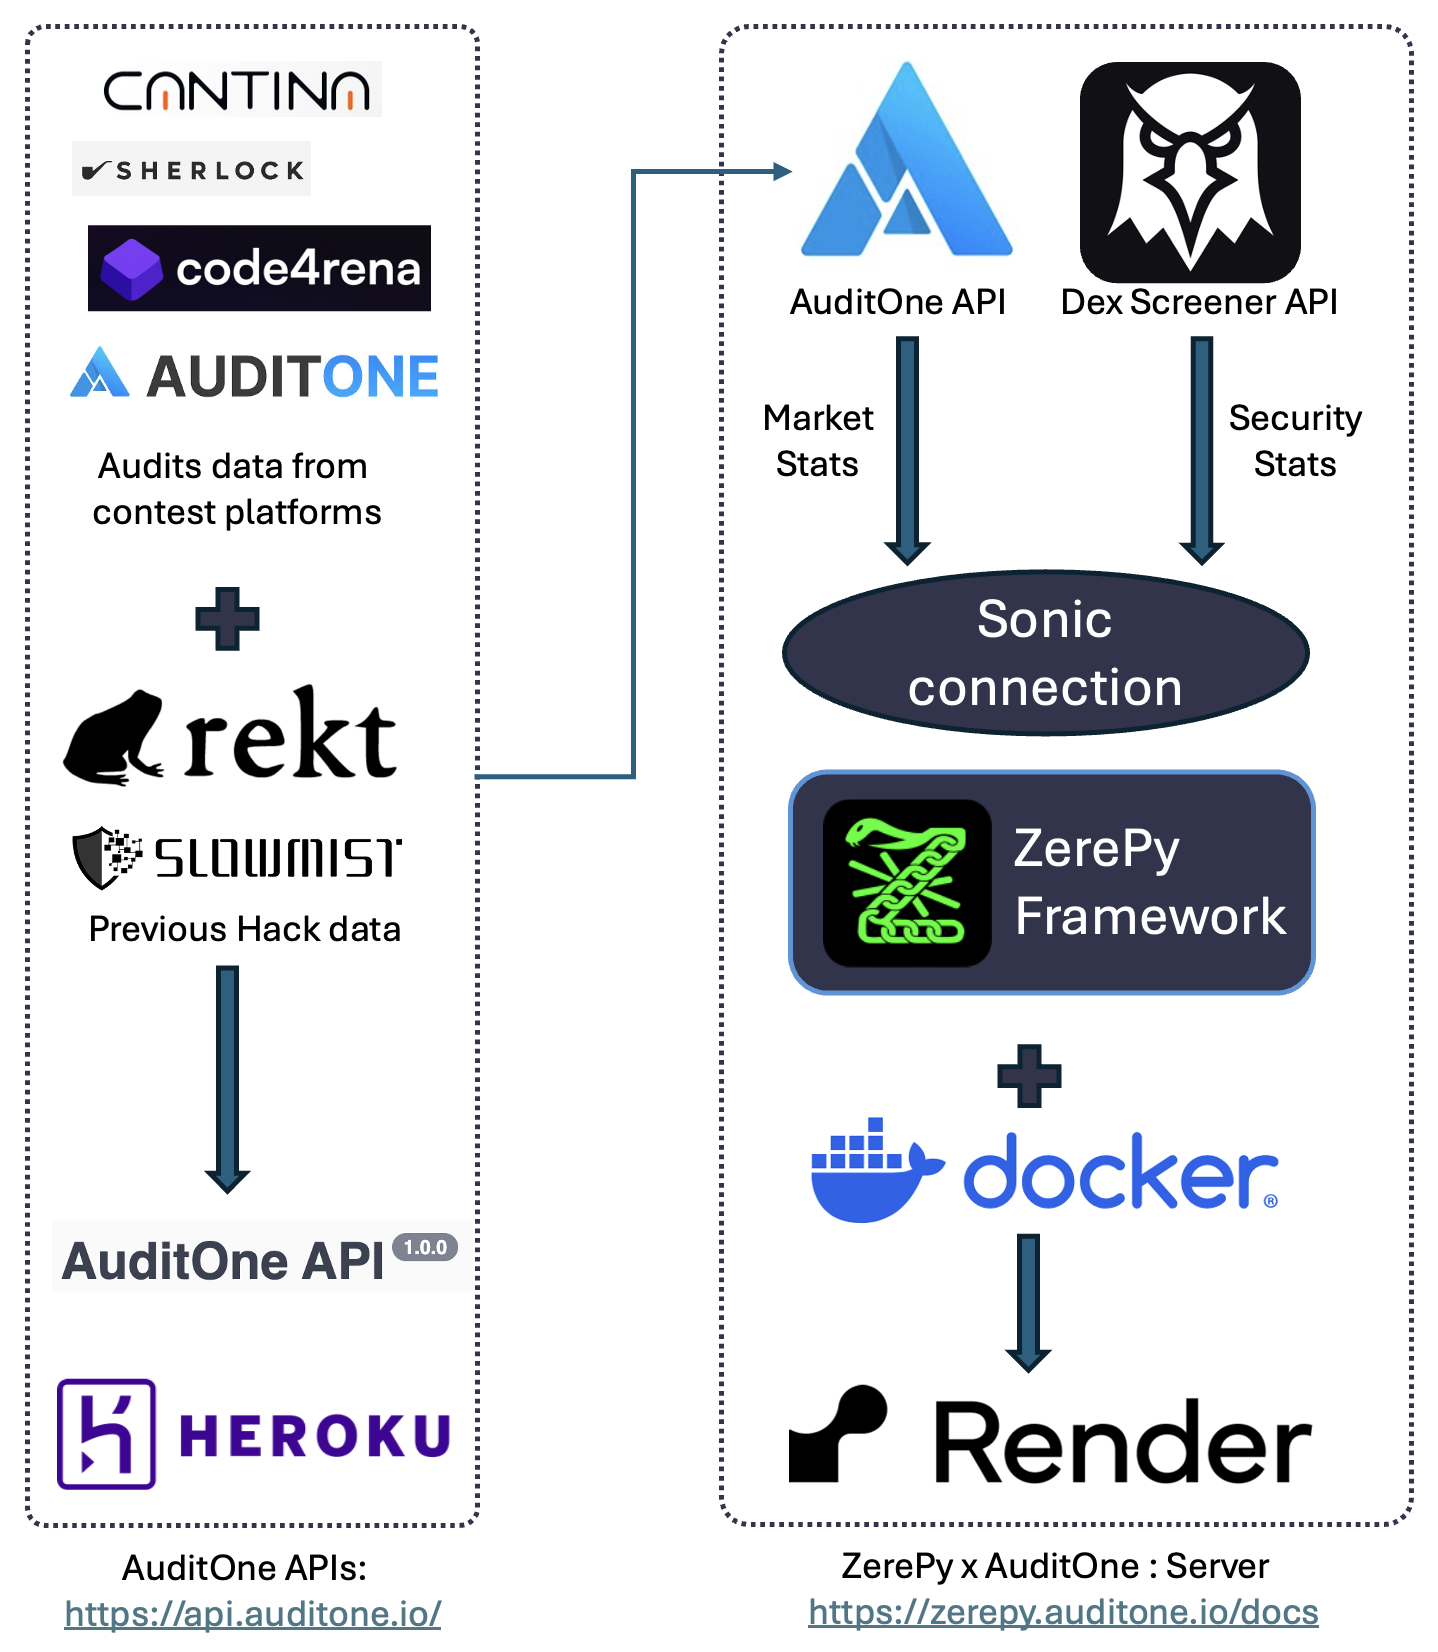 CANTINA
SHERLOCK
code4rena
AUDITONE
Audits data from
contest platforms
rekt
SLOWMIST
Previous Hack data
AuditOne API 1.0.0
HEROKU
AuditOne APIs:
https://api.auditone.io/
AuditOne API
Dex Screener API
Market
Stats
Security
Stats
Sonic
connection
ZerePy
Framework
docker®
Render
ZerePy x AuditOne : Server
https://zerepy.auditone.io/docs